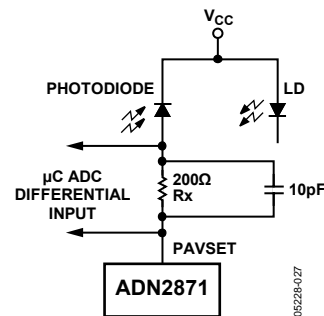 VCC
PHOTODIODE
LD
µC ADC
DIFFERENTIAL
INPUT
200Ω
Rx
10pF
PAVSET
ADN2871
05228-027